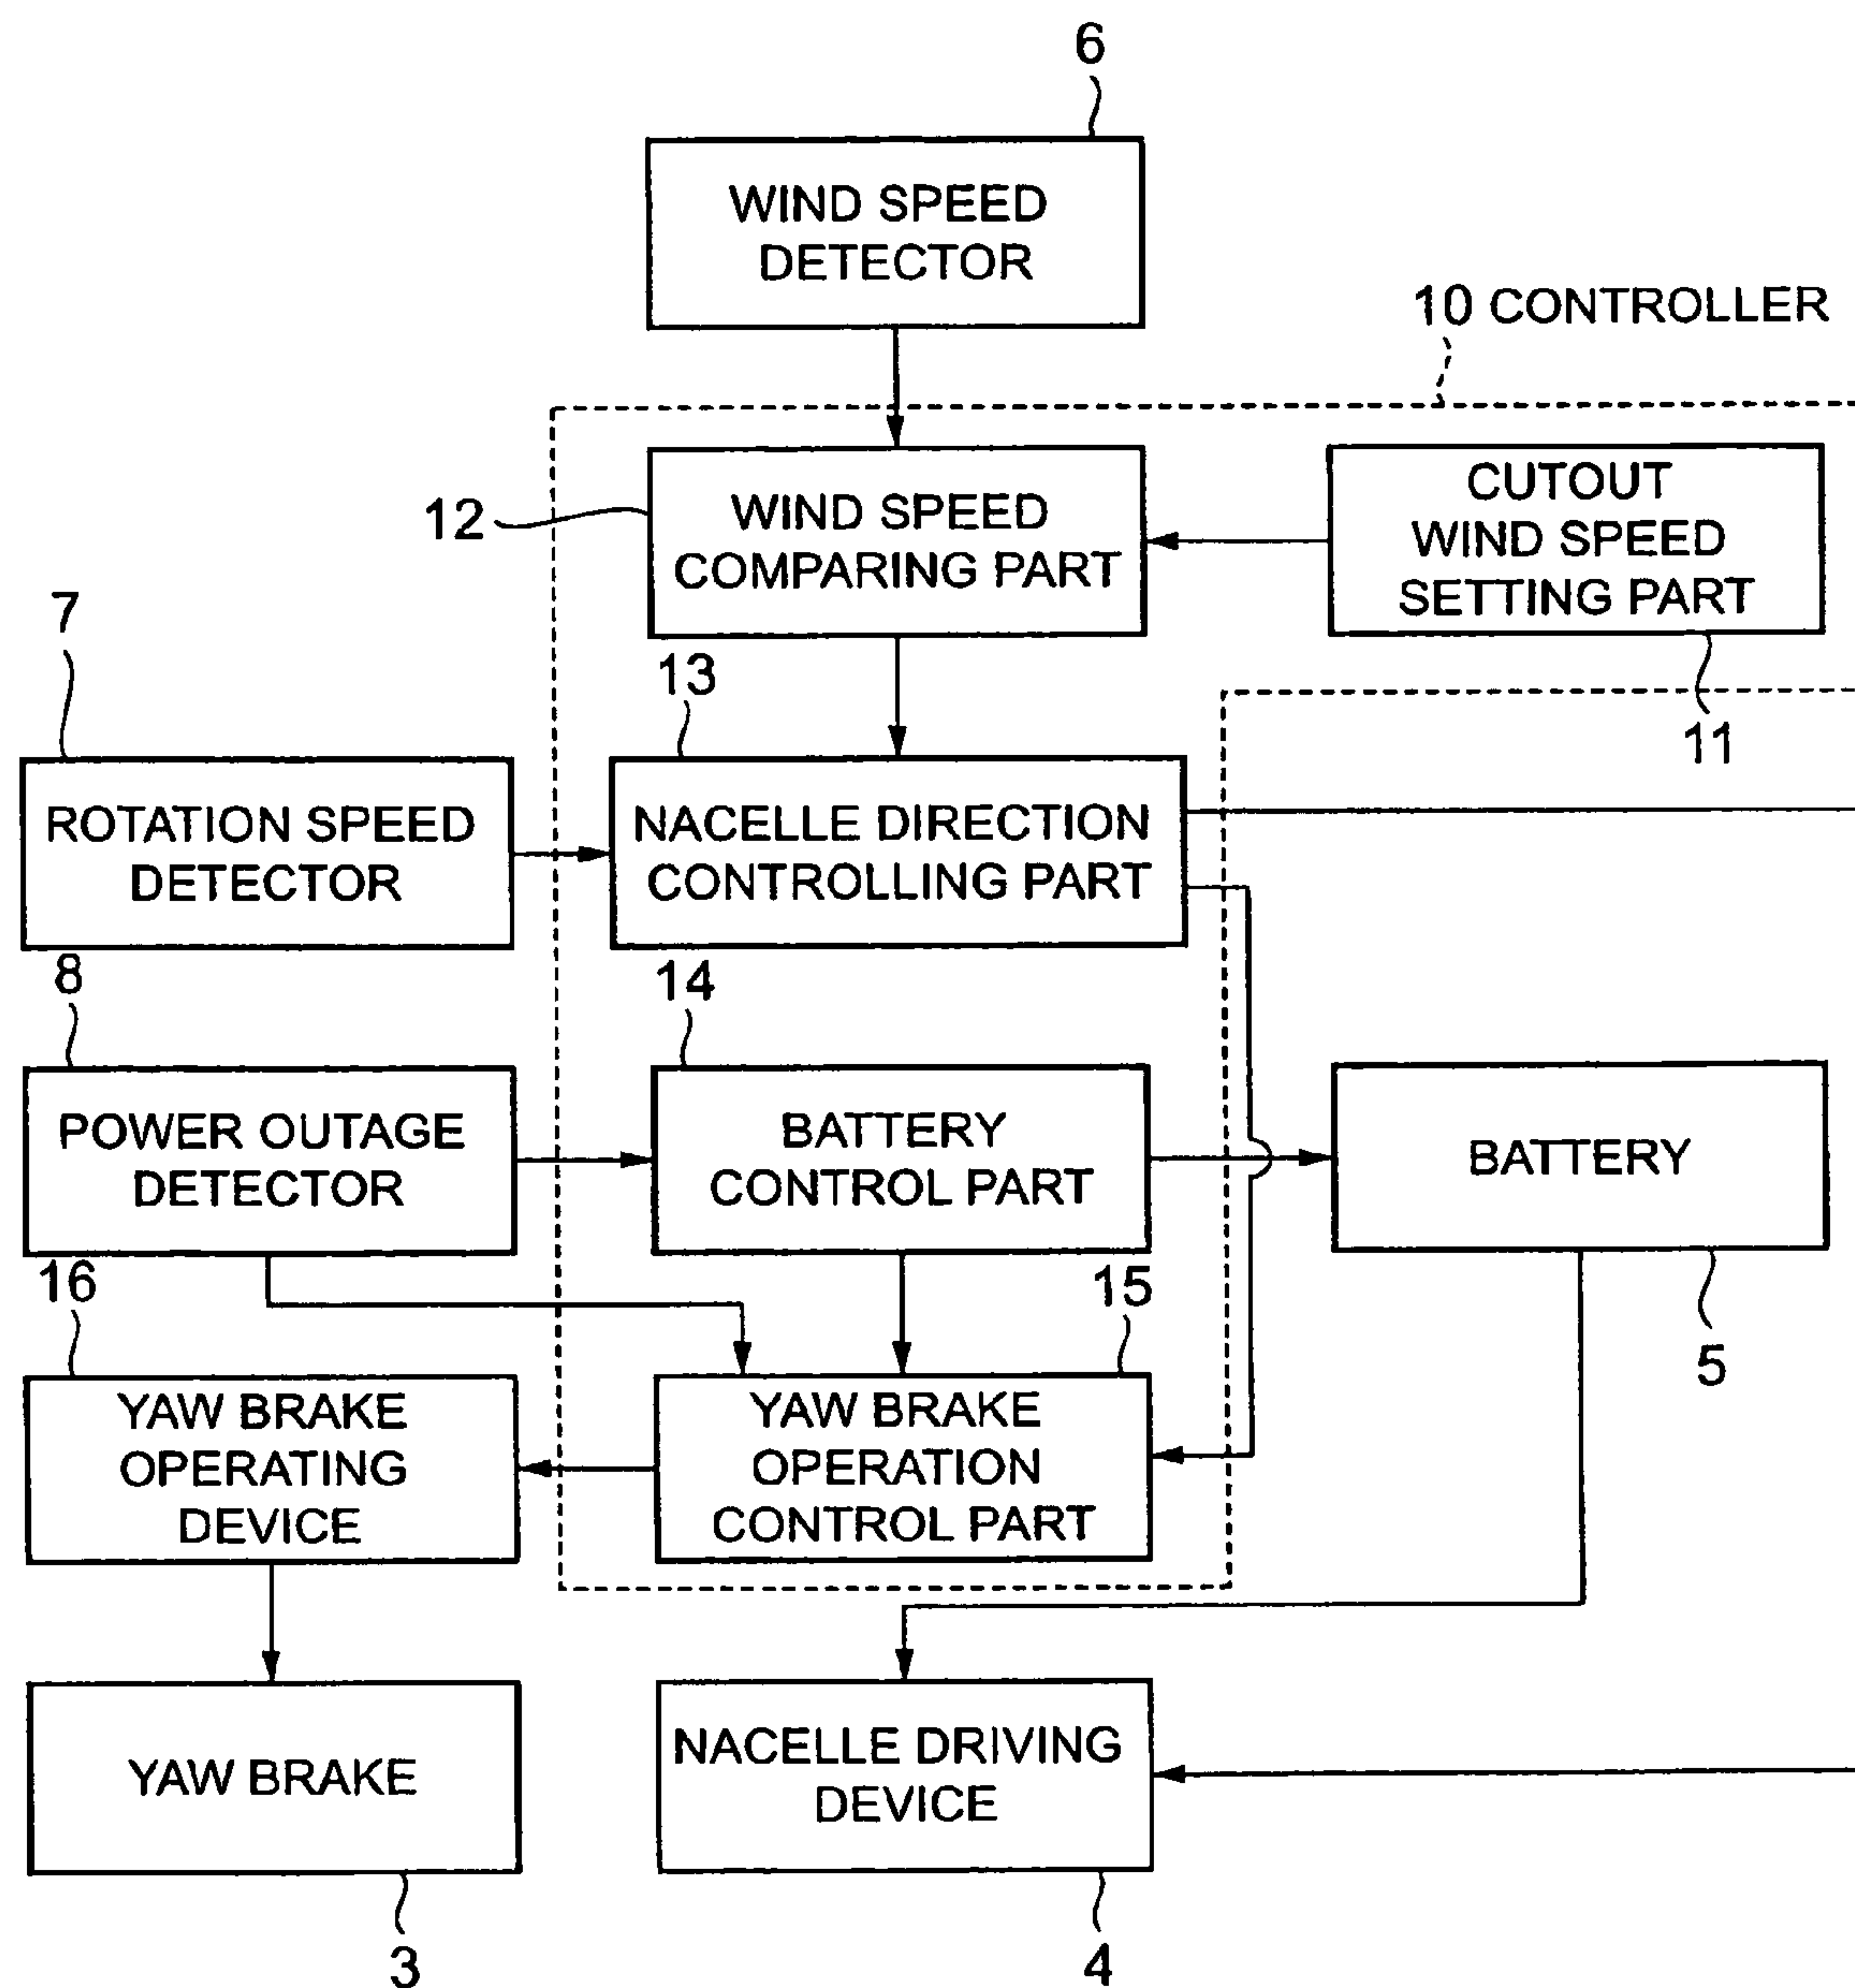 6
WIND SPEED
DETECTOR
10 CONTROLLER
12
WIND SPEED
COMPARING PART
CUTOUT
WIND SPEED
SETTING PART
11
7
13
ROTATION SPEED
DETECTOR
NACELLE DIRECTION
CONTROLLING PART
8
14
POWER OUTAGE
DETECTOR
BATTERY
CONTROL PART
BATTERY
5
16
15
YAW BRAKE
OPERATING
DEVICE
YAW BRAKE
OPERATION
CONTROL PART
YAW BRAKE
3
NACELLE DRIVING
DEVICE
4